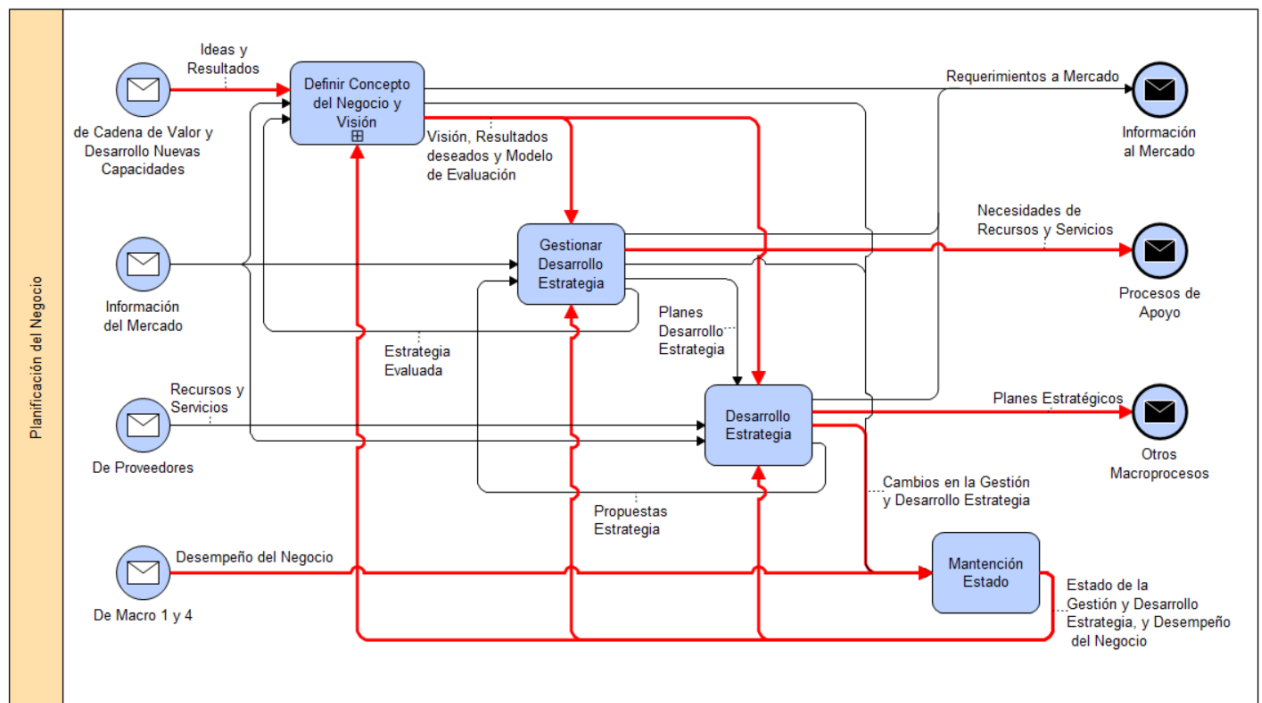 Planificación del Negocio
Ideas y
Resultados
de Cadena de Valor y
Desarrollo Nuevas
Capacidades
Definir Concepto
del Negocio y
Visión
Visión, Resultados
deseados y Modelo
de Evaluación
Requerimientos a Mercado
Información
al Mercado
Información
del Mercado
Gestionar
Desarrollo
Estrategia
Necesidades de
Recursos y Servicios
Procesos de
Apoyo
Estrategia
Evaluada
Planes
Desarrollo
Estrategia
Recursos y
Servicios
De Proveedores
Desarrollo
Estrategia
Planes Estratégicos
Otros
Macroprocesos
Propuestas
Estrategia
Cambios en la Gestión
y Desarrollo Estrategia
Desempeño del Negocio
De Macro 1 y 4
Mantención
Estado
Estado de la
Gestión y Desarrollo
Estrategia, y Desempeño
del Negocio